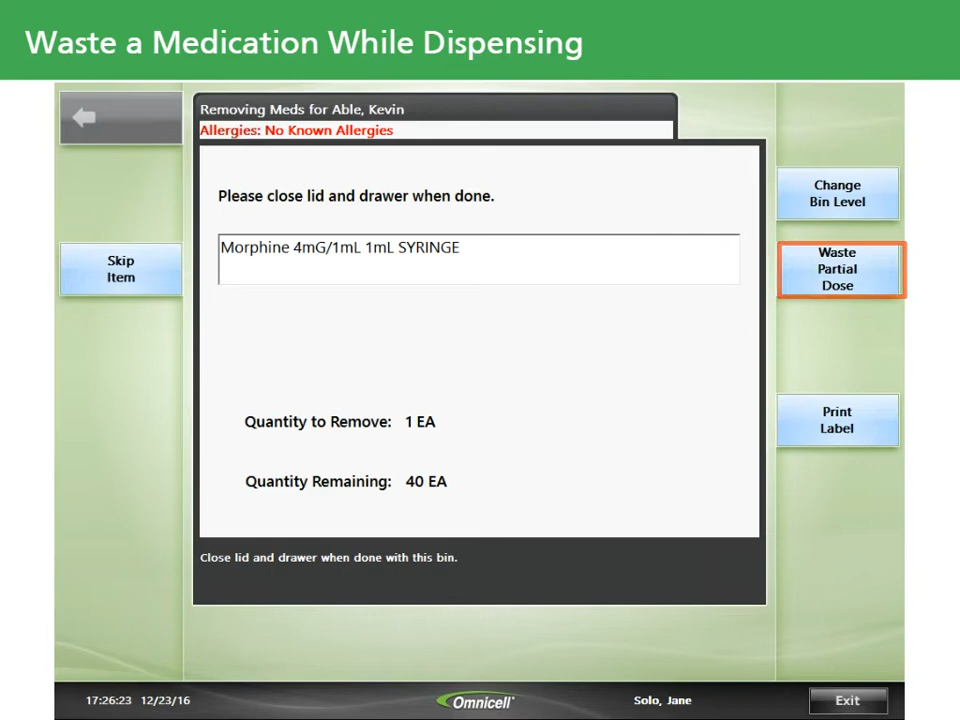 Waste a Medication While Dispensing
Removing Meds for Able, Kevin
Allergies: No Known Allergies
Please close lid and drawer when done.
Morphine 4mG/1mL 1mL SYRINGE
Quantity to Remove: 1 EA
Quantity Remaining: 40 EA
Close lid and drawer when done with this bin.
Skip
Item
Change
Bin Level
Waste
Partial
Dose
Print
Label
17:26:23 12/23/16
Omnicell
Solo, Jane
Exit